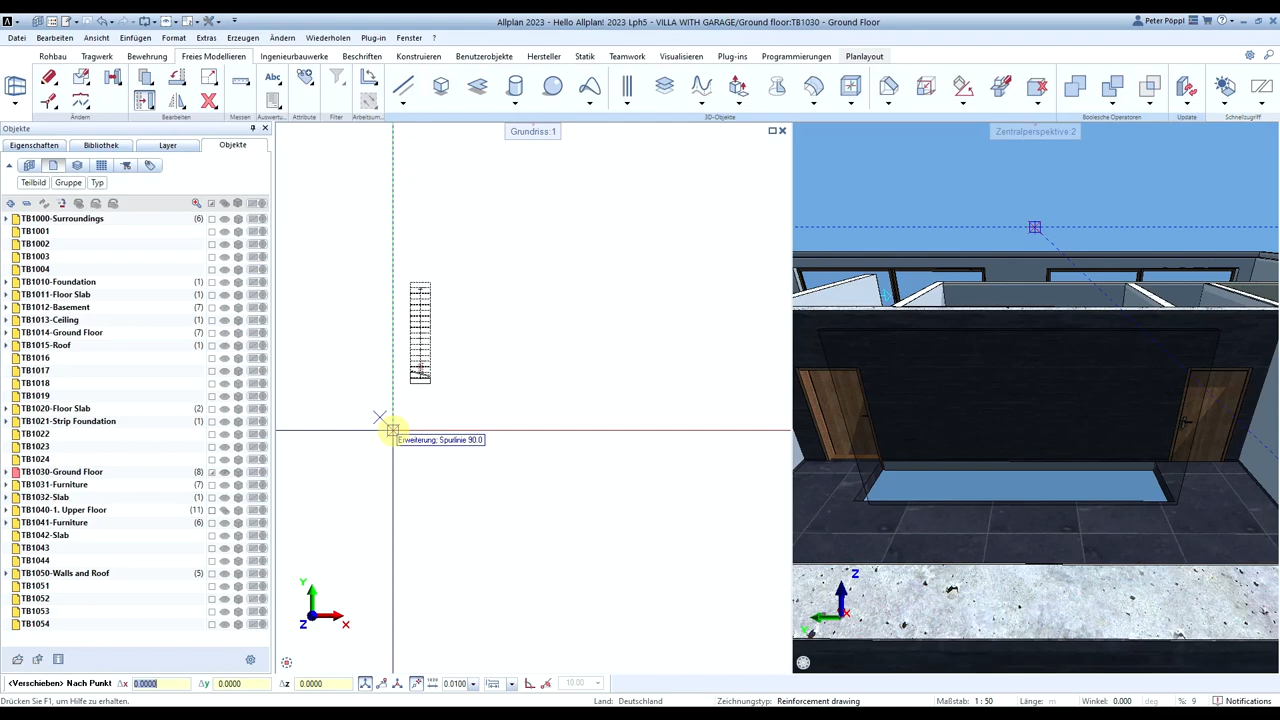 Allplan 2023 - Hello Allplan! 2023 Lph5 - VILLA WITH GARAGE/Ground floor:TB1030 - Ground Floor
Peter Pöppl
Datei Bearbeiten Ansicht Einfügen Format Extras Erzeugen Ändern Wiederholen Plug-in Fenster ?
Rohbau Tragwerk Bewehrung Freies Modellieren Ingenieurbauwerke Beschriften Konstruieren Benutzerobjekte Hersteller Statik Teamwork Visualisieren Plug-ins Programmierungen Planlayout
Abc
Ändern Bearbeiten Messen Auswertu... Attribute Filter Arbeitsum... 3D-Objekte Boolesche Operatoren Update Schnellzugriff
Objekte
Eigenschaften Bibliothek Layer Objekte
Teilbild Gruppe Typ
TB1000-Surroundings (6)
TB1001
TB1002
TB1003
TB1004
TB1010-Foundation (1)
TB1011-Floor Slab (1)
TB1012-Basement (7)
TB1013-Ceiling (1)
TB1014-Ground Floor (7)
TB1015-Roof (1)
TB1016
TB1017
TB1018
TB1019
TB1020-Floor Slab (2)
TB1021-Strip Foundation (1)
TB1022
TB1023
TB1024
TB1030-Ground Floor (8)
TB1031-Furniture (7)
TB1032-Slab (1)
TB1040-1. Upper Floor (11)
TB1041-Furniture (6)
TB1042-Slab
TB1043
TB1044
TB1050-Walls and Roof (5)
TB1051
TB1052
TB1053
TB1054
Grundriss:1
Erweiterung; Spurlinie 90.0
Y
Z X
Zentralperspektive:2
Z
Y X
<Verschieben> Nach Punkt Δx 0.0000 Δy 0.0000 Δz 0.0000 0.0100 10.00
Drücken Sie F1, um Hilfe zu erhalten. Land: Deutschland Zeichnungstyp: Reinforcement drawing Maßstab: 1 : 50 Länge: m Winkel: 0.000 deg %: 9 Notifications